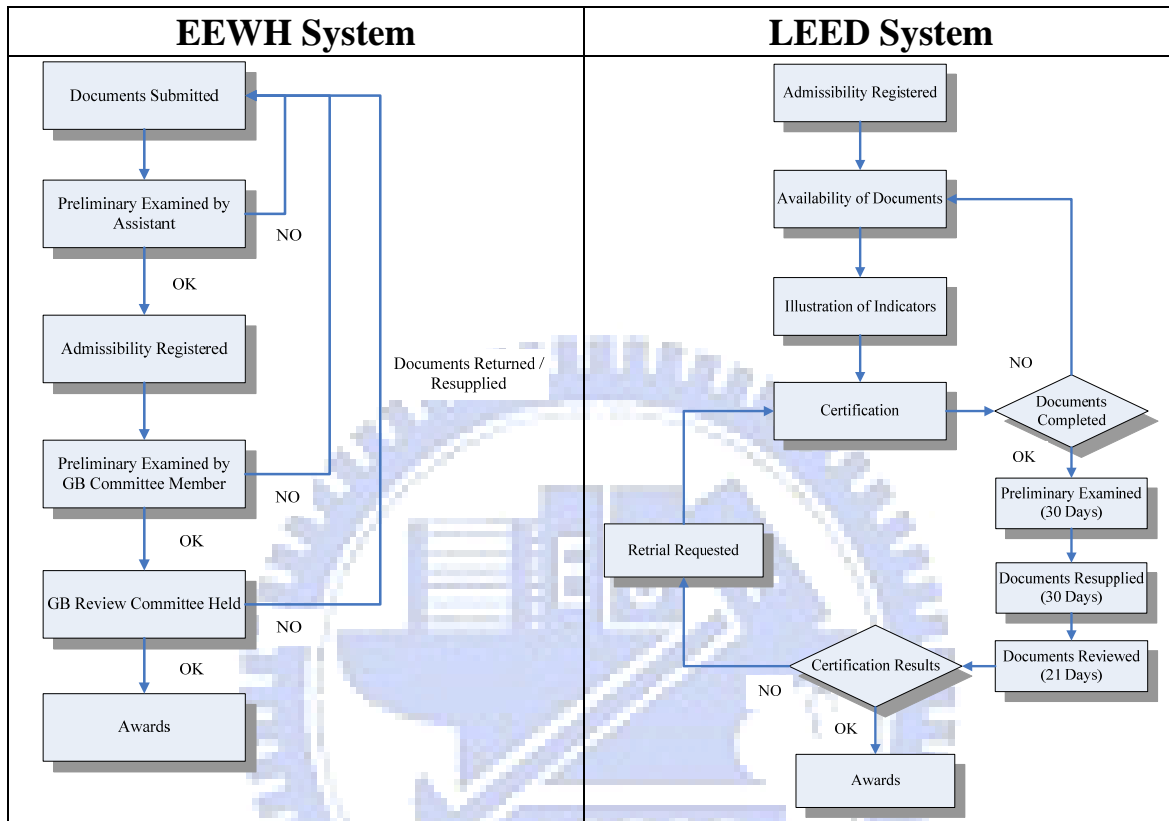 EEWH System
Documents Submitted
Preliminary Examined by
Assistant
NO
OK
Admissibility Registered
Documents Returned /
Resupplied
Preliminary Examined by
GB Committee Member
NO
OK
GB Review Committee Held
NO
OK
Awards
LEED System
Admissibility Registered
Availability of Documents
Illustration of Indicators
NO
Certification
Documents
Completed
OK
Preliminary Examined
(30 Days)
Retrial Requested
Documents Resupplied
(30 Days)
Documents Reviewed
(21 Days)
Certification Results
NO
OK
Awards